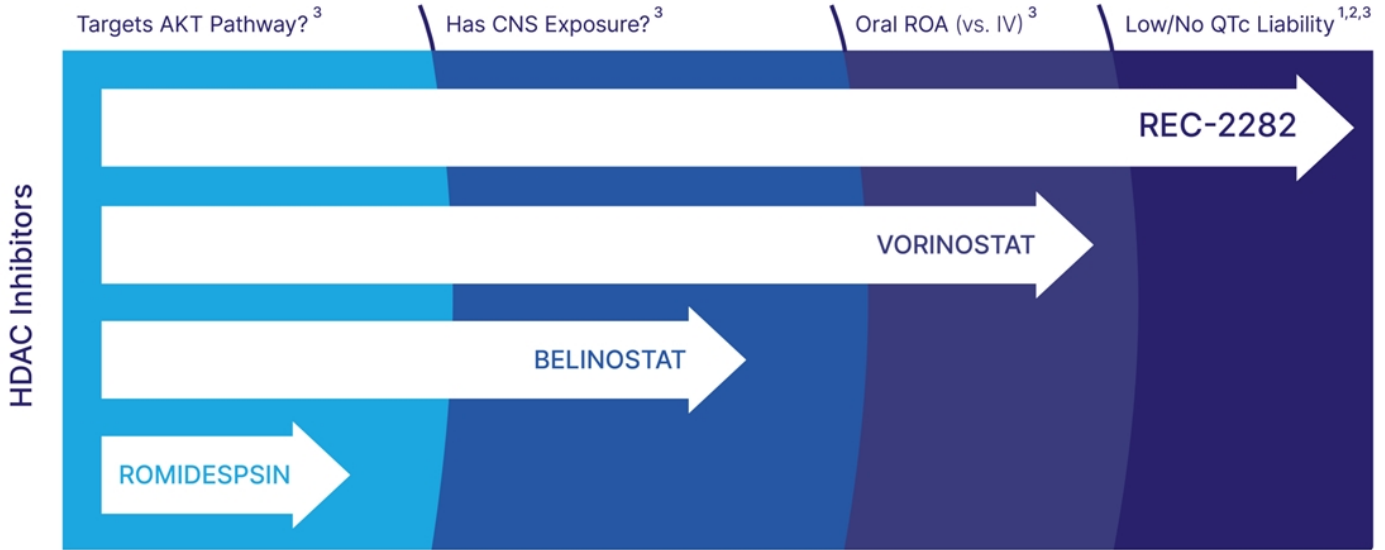 Targets AKT Pathway? 3
Has CNS Exposure? 3
Oral ROA (vs. IV) 3
Low/No QTc Liability 1,2,3
HDAC Inhibitors
REC-2282
VORINOSTAT
BELINOSTAT
ROMIDESPSIN